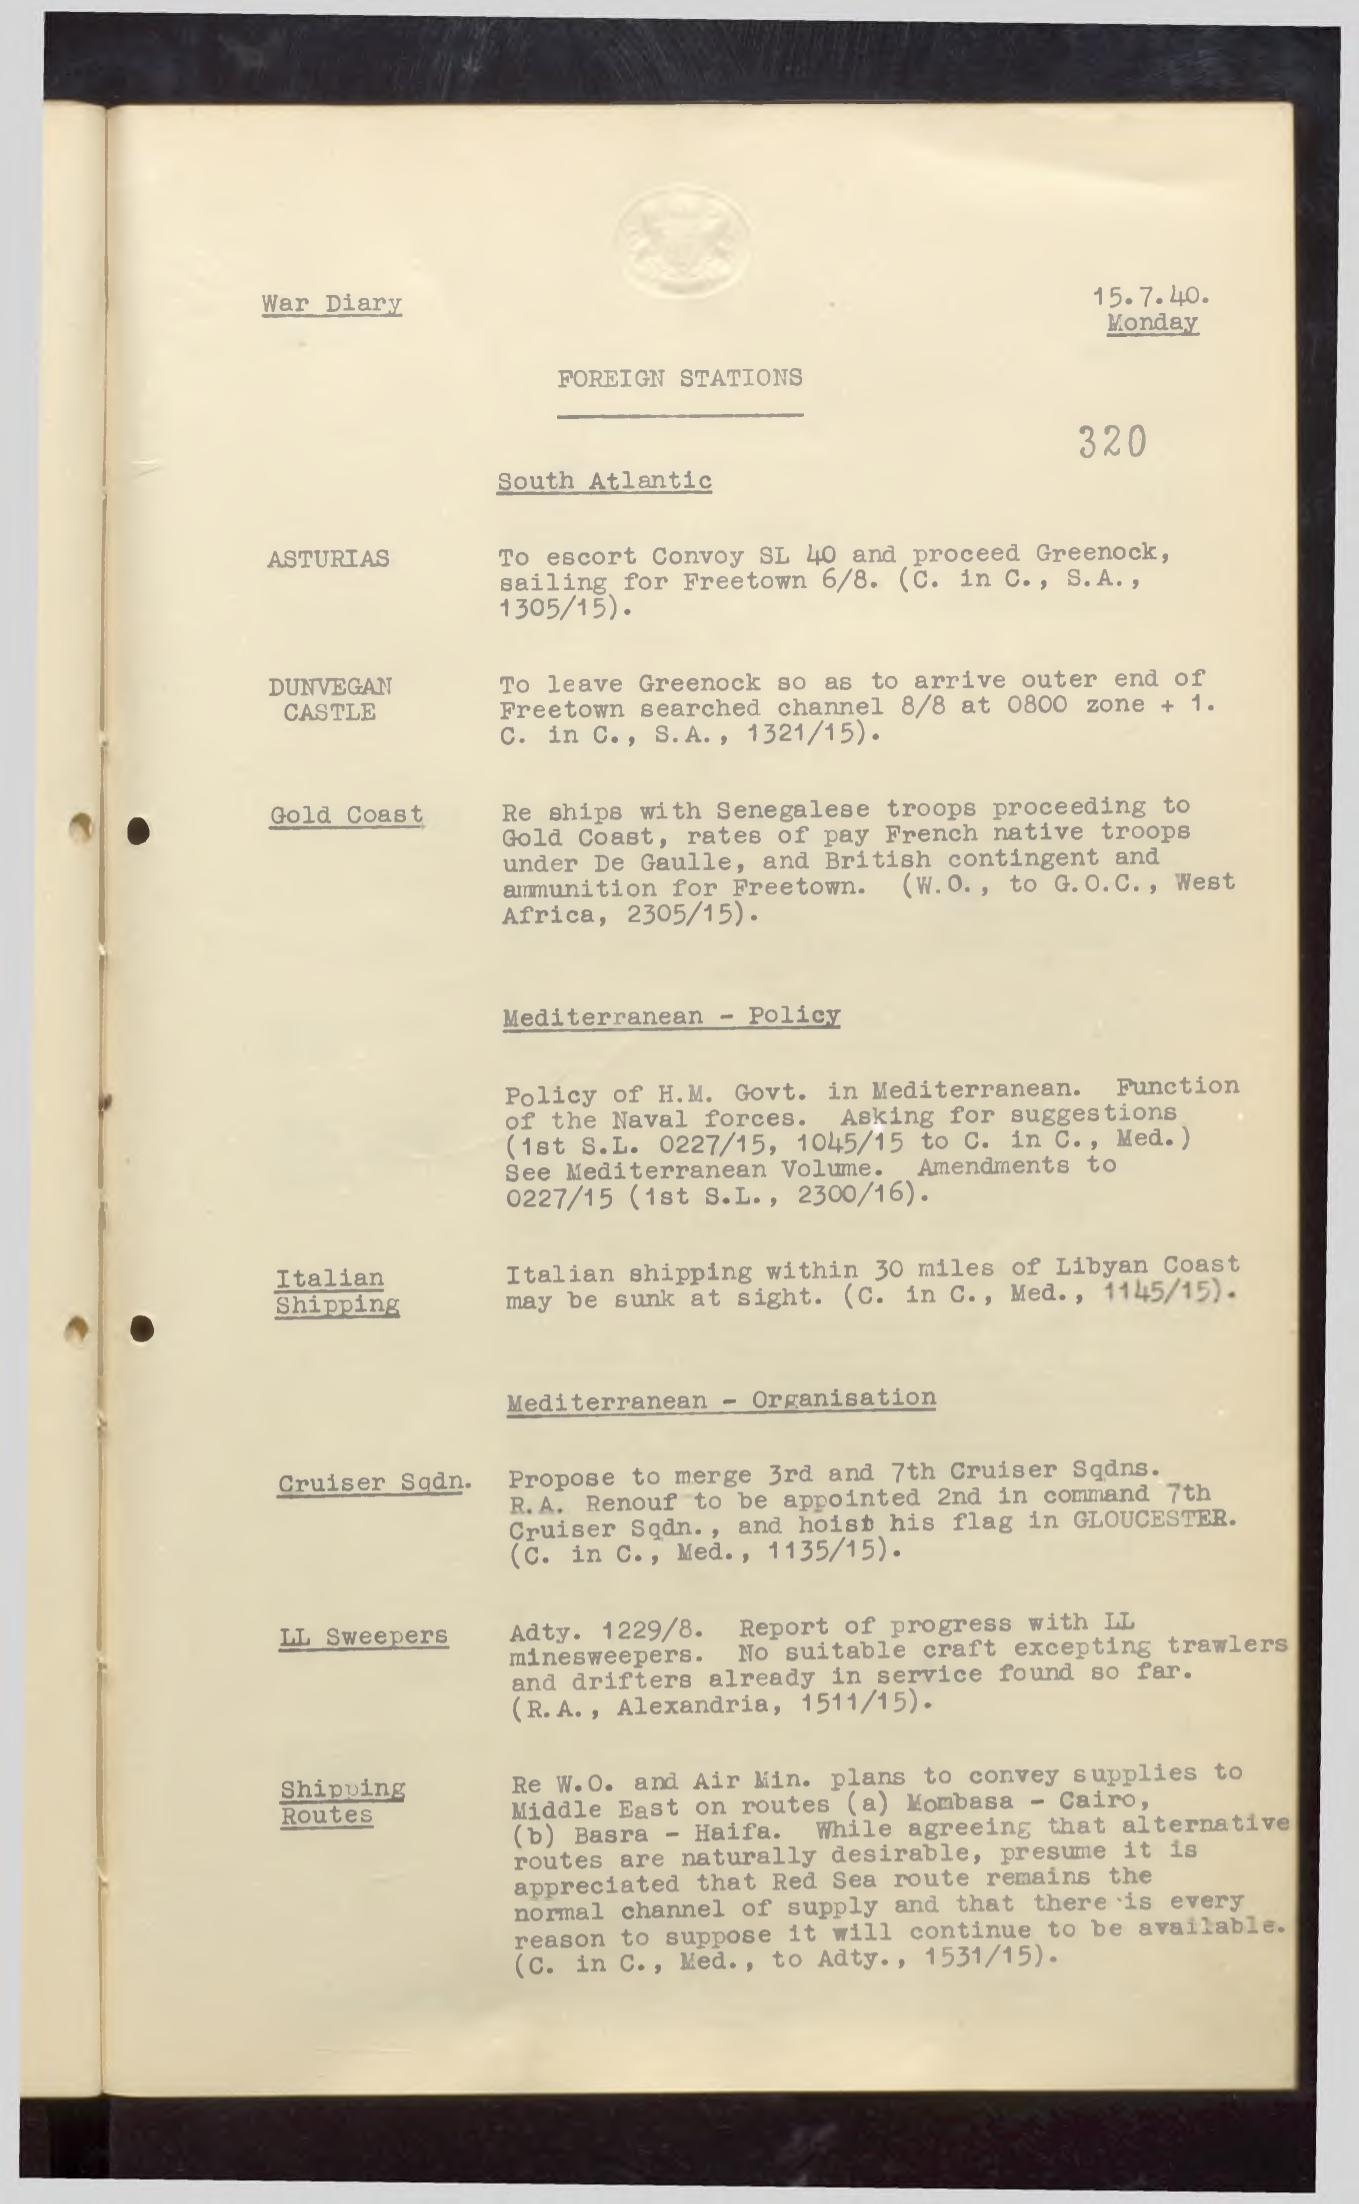 War Diary
15.7.40.
Monday
FOREIGN STATIONS
320
South Atlantic
ASTURIAS
To escort Convoy SL 40 and proceed Greenock,
sailing for Freetown 6/8. (C. in C., S.A.,
1305/15).
DUNVEGAN
CASTLE
To leave Greenock so as to arrive outer end of
Freetown searched channel 8/8 at 0800 zone + 1.
C. in C., S.A., 1321/15).
Gold Coast
Re ships with Senegalese troops proceeding to
Gold Coast, rates of pay French native troops
under De Gaulle, and British contingent and
ammunition for Freetown. (W.O., to G.O.C., West
Africa, 2305/15).
Mediterranean - Policy
Policy of H.M. Govt. in Mediterranean. Function
of the Naval forces. Asking for suggestions
(1st S.L. 0227/15, 1045/15 to C. in C., Med.)
See Mediterranean Volume. Amendments to
0227/15 (1st S.L., 2300/16).
Italian
Shipping
Italian shipping within 30 miles of Libyan Coast
may be sunk at sight. (C. in C., Med., 1145/15).
Mediterranean - Organisation
Cruiser Sqdn.
Propose to merge 3rd and 7th Cruiser Sqdns.
R.A. Renouf to be appointed 2nd in command 7th
Cruiser Sqdn., and hoist his flag in GLOUCESTER.
(C. in C., Med., 1135/15).
LL Sweepers
Adty. 1229/8. Report of progress with LL
minesweepers. No suitable craft excepting trawlers
and drifters already in service found so far.
(R.A., Alexandria, 1511/15).
Shipping
Routes
Re W.O. and Air Min. plans to convey supplies to
Middle East on routes (a) Mombasa - Cairo,
(b) Basra - Haifa. While agreeing that alternative
routes are naturally desirable, presume it is
appreciated that Red Sea route remains the
normal channel of supply and that there is every
reason to suppose it will continue to be available.
(C. in C., Med., to Adty., 1531/15).